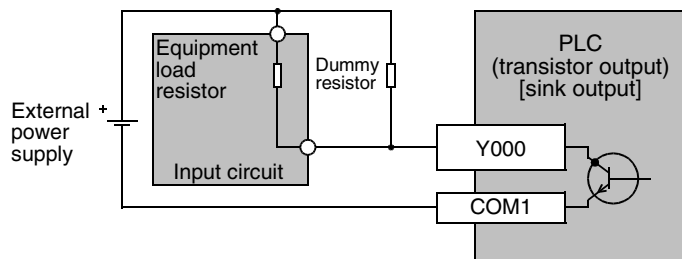 Equipment
load
resistor
Dummy
resistor
PLC
(transistor output)
[sink output]
External +
power
supply
Input circuit
Y000
COM1